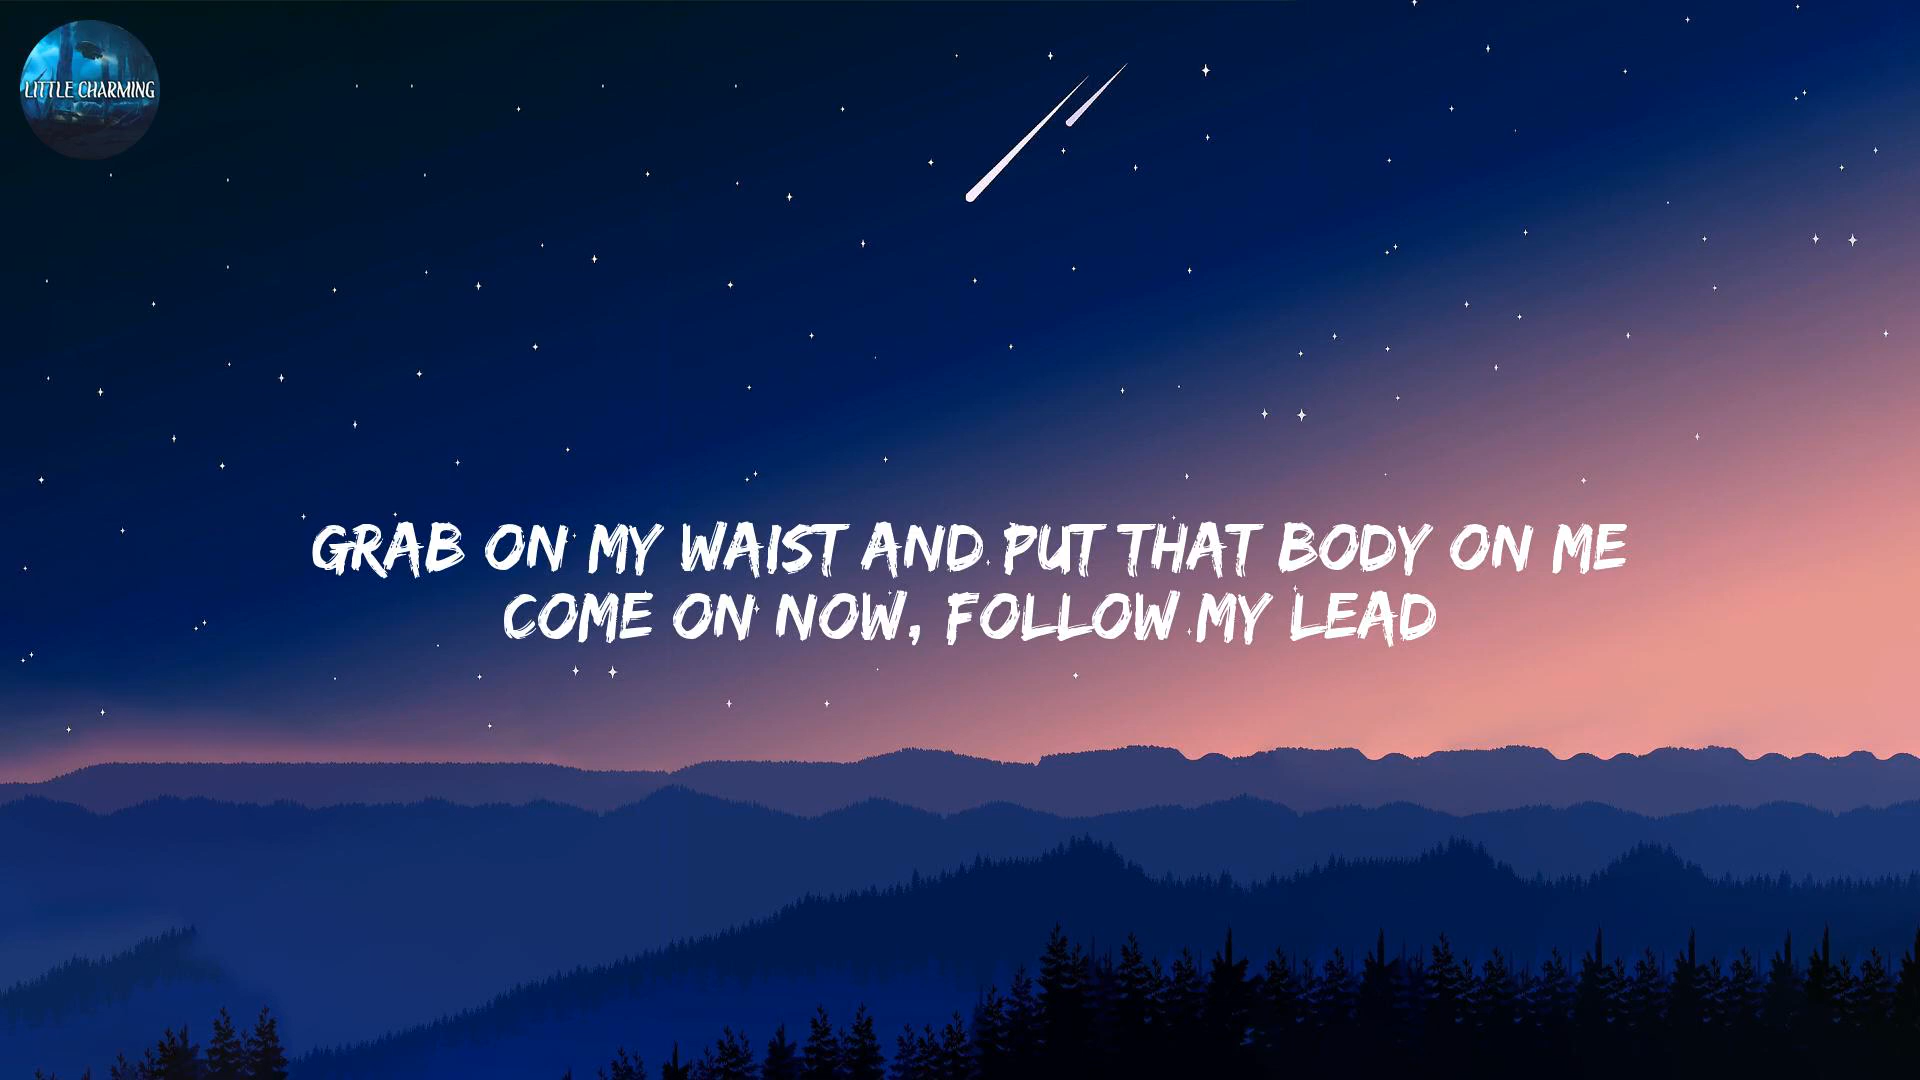 LITTLE CHARMING
GRAB ON MY WAIST AND PUT THAT BODY ON ME
COME ON NOW, FOLLOW MY LEAD